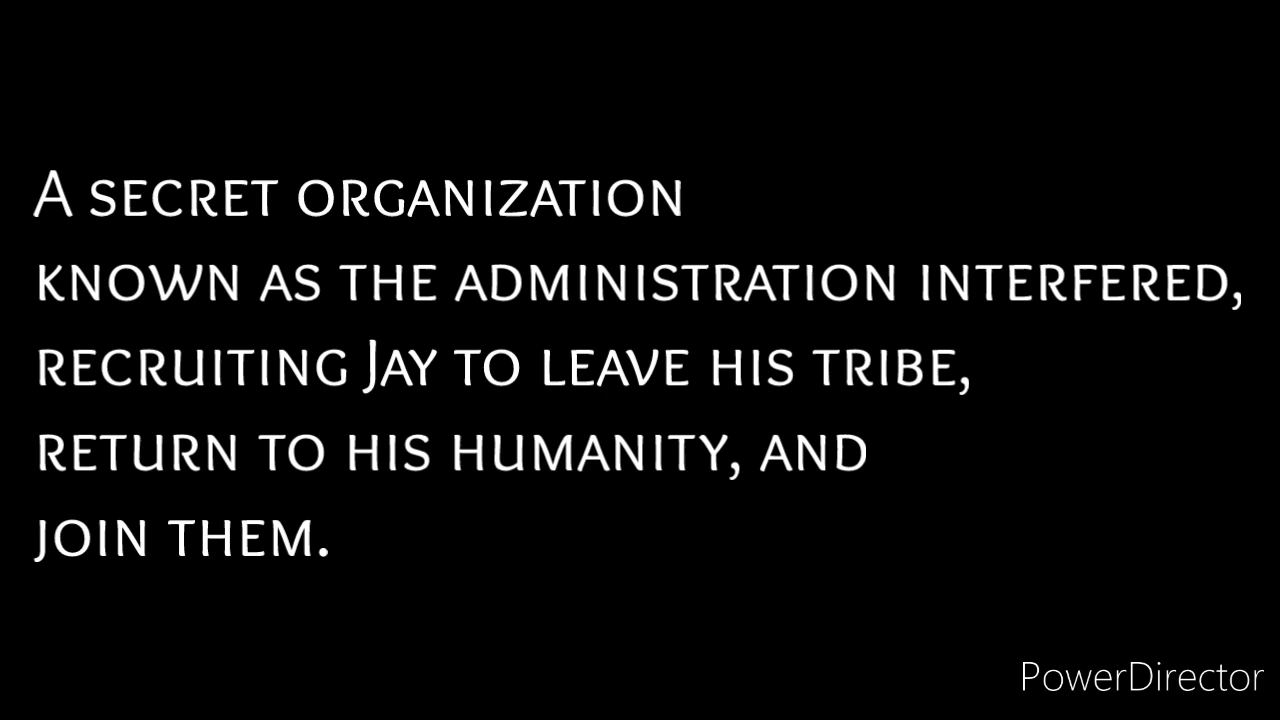 A secret organization
known as the administration interfered,
recruiting Jay to leave his tribe,
return to his humanity, and
join them.
PowerDirector